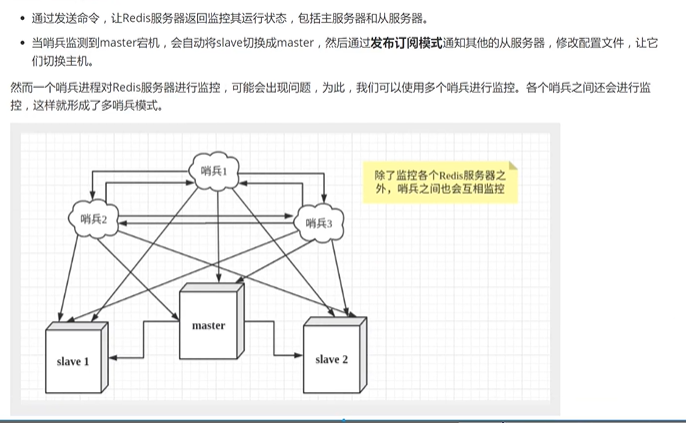 通过发送命令，让Redis服务器返回监控其运行状态，包括主服务器和从服务器。
当哨兵监测到master宕机，会自动将slave切换成master，然后通过发布订阅模式通知其他的从服务器，修改配置文件，让它
们切换主机。
然而一个哨兵进程对Redis服务器进行监控，可能会出现问题，为此，我们可以使用多个哨兵进行监控。各个哨兵之间还会进行监
控，这样就形成了多哨兵模式。
哨兵1
除了监控各个Redis服务器之
外，哨兵之间也会互相监控
哨兵2
哨兵3
master
slave 1
slave 2